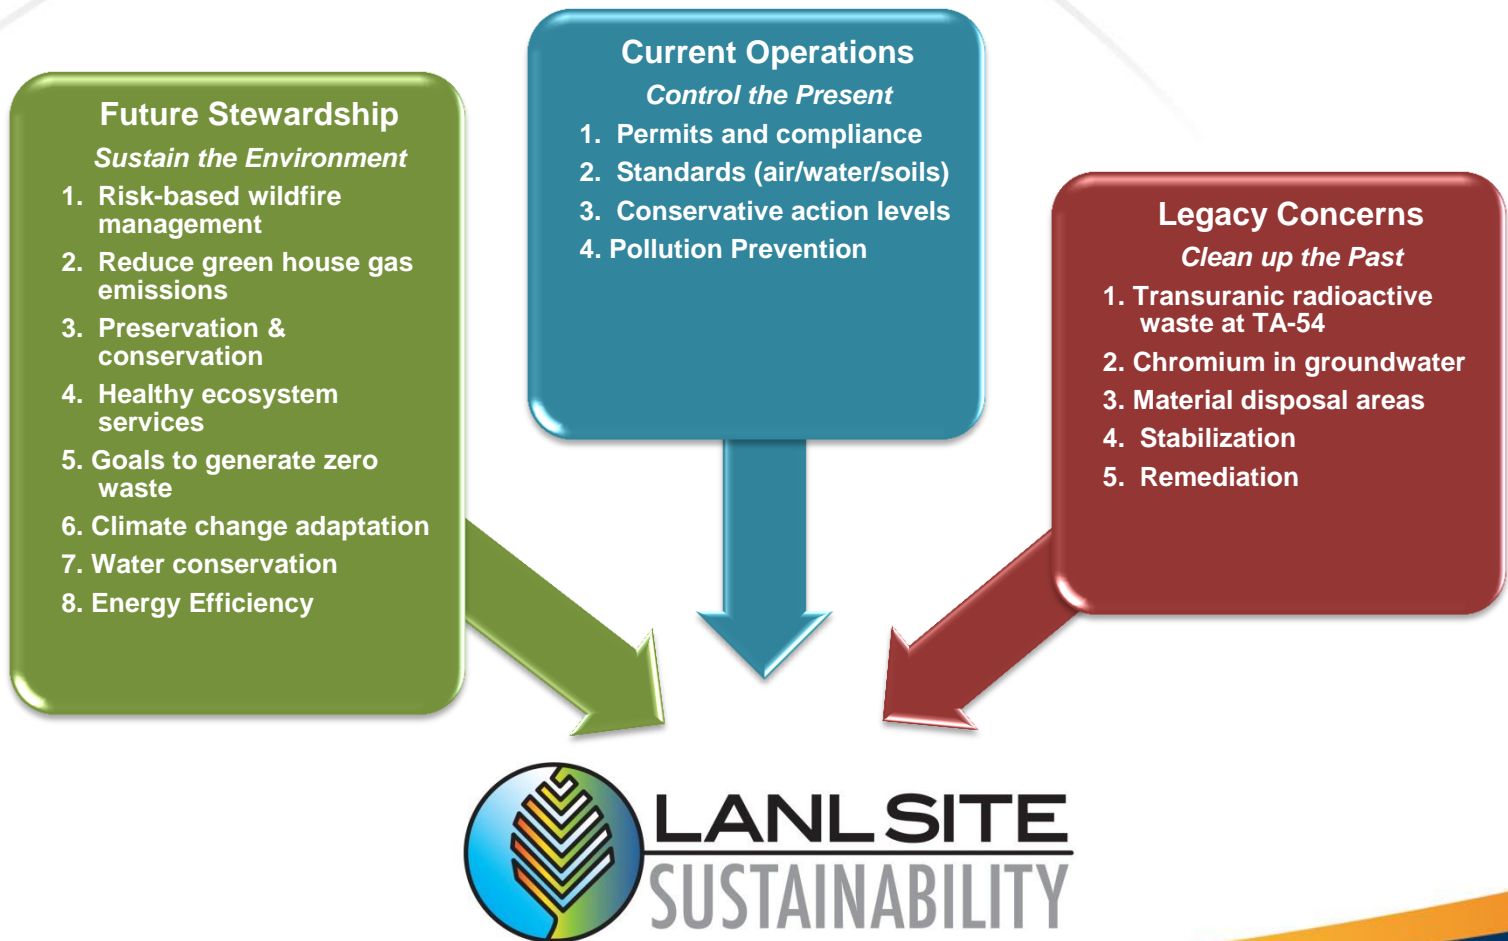 Future Stewardship
Sustain the Environment
1. Risk-based wildfire
management
2. Reduce green house gas
emissions
3. Preservation &
conservation
4. Healthy ecosystem
services
5. Goals to generate zero
waste
6. Climate change adaptation
7. Water conservation
8. Energy Efficiency
Current Operations
Control the Present
1. Permits and compliance
2. Standards (air/water/soils)
3. Conservative action levels
4. Pollution Prevention
Legacy Concerns
Clean up the Past
1. Transuranic radioactive
waste at TA-54
2. Chromium in groundwater
3. Material disposal areas
4. Stabilization
5. Remediation
LANL SITE
SUSTAINABILITY